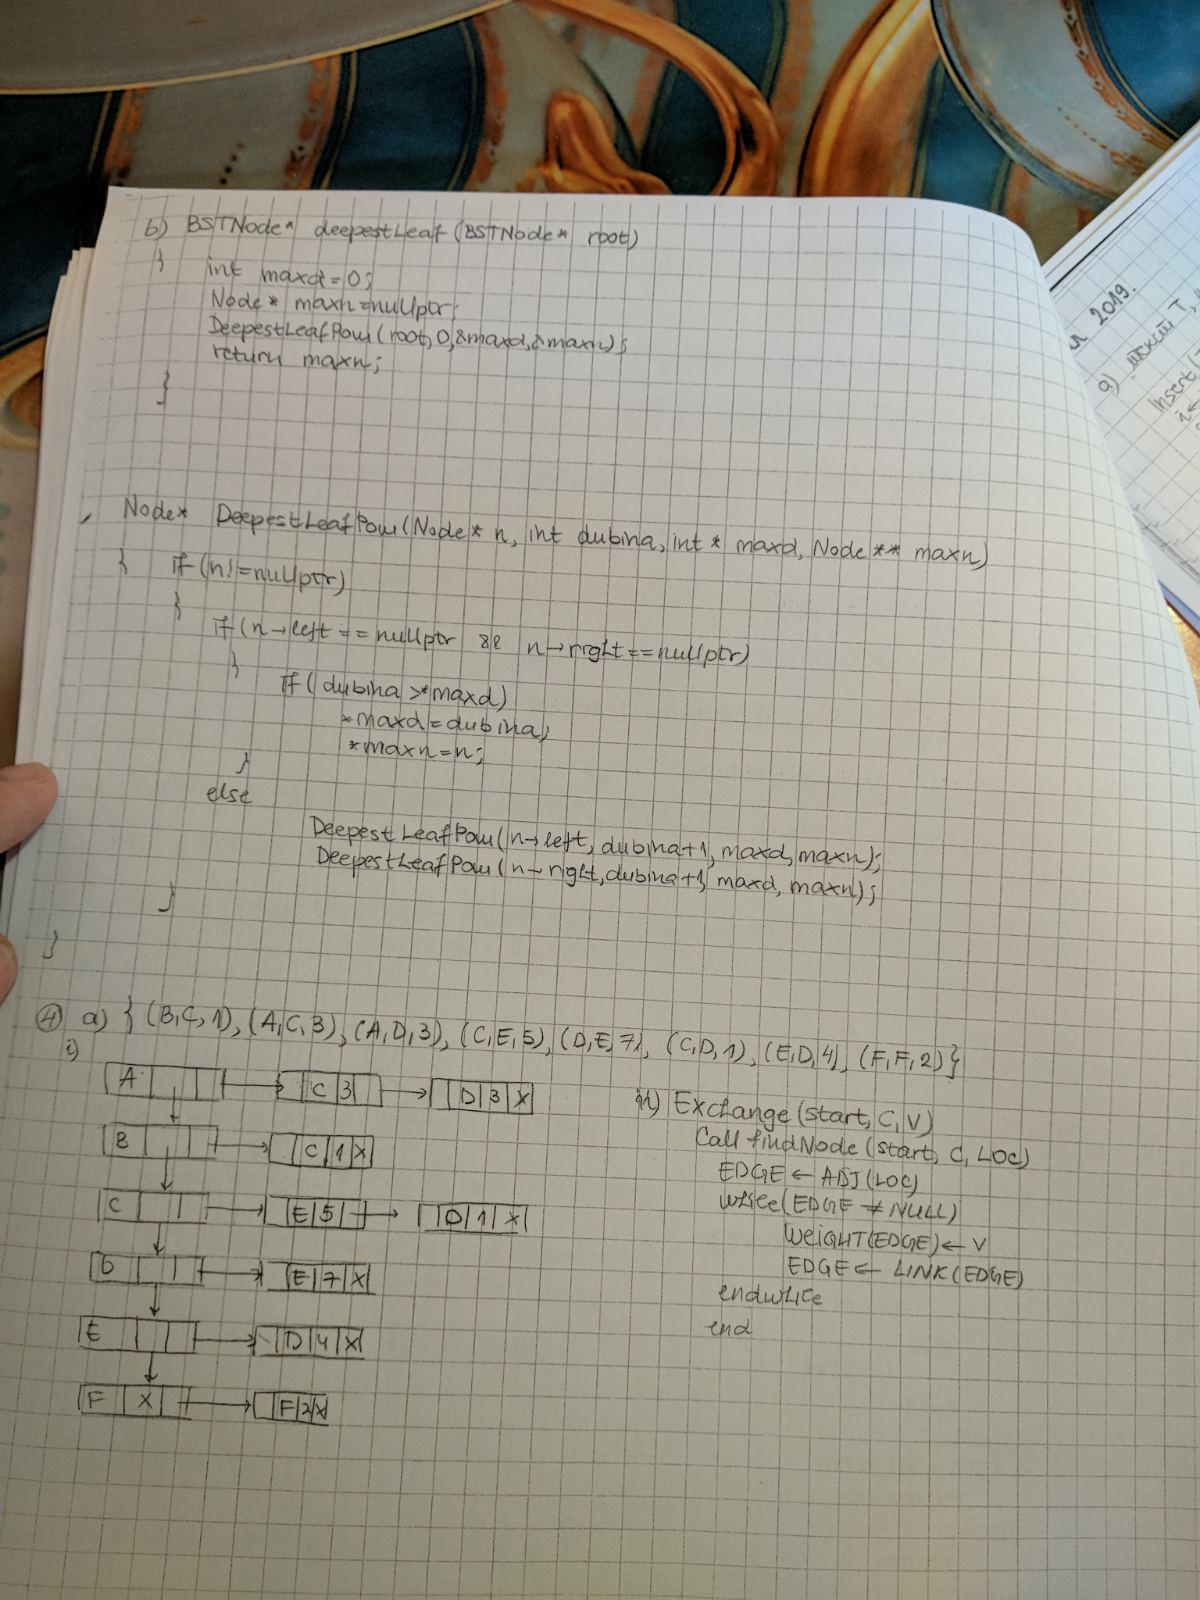 b) BSTNode* deepestLeaf (BSTNode* root)
{ int maxd=0;
Node* maxn=nullptr;
DeepestLeafPom(root,0,&maxd,&maxn);
return maxn;
}
Node* DeepestLeafPom(Node* n, int dubina, int* maxd, Node** maxn)
{ if (n!=nullptr)
{
if(n→left == nullptr && n→right==nullptr)
{
if(dubina >*maxd)
*maxd=dubina;
*maxn=n;
}
else
DeepestLeafPom(n→left, dubina+1, maxd, maxn);
DeepestLeafPom(n→right, dubina+1, maxd, maxn);
}
}
4) a) { (B,C,1), (A,C,3), (A,D,3), (C,E,5), (D,E,7), (C,D,1), (E,D,4), (F,F,2)}
i)
A C 3 D 3 X
B C 1 X
C E 5 D 1 X
D E 7 X
E D 4 X
F X F 2 X
ii) Exchange(start, C, V)
Call findNode(start, C, LOC)
EDGE ← ADJ(LOC)
while(EDGE ≠ NULL)
WEIGHT(EDGE) ← V
EDGE ← LINK(EDGE)
endwhile
end
2019.
a)
Insert